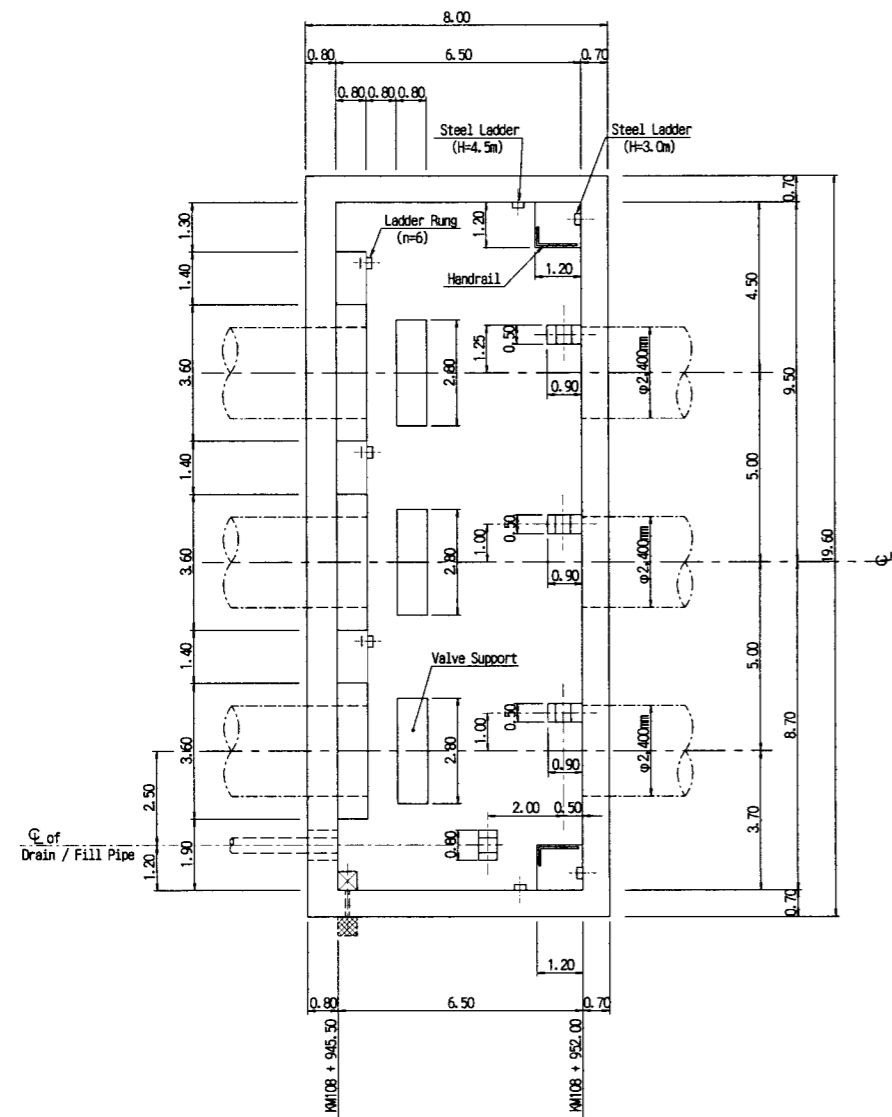 8.00
0.80 6.50 0.70
0.80 0.80 0.80
Steel Ladder
(H=4.5m)
Steel Ladder
(H=3.0m)
0.70
1.30
1.20
Ladder Rung
(n=6)
1.40
1.20
Handrail
4.50
3.60
1.25
0.50
2.80
0.90
φ2,400mm
9.50
1.40
5.00
19.60
3.60
1.00
0.50
2.80
0.90
φ2,400mm
℄
1.40
Valve Support
5.00
3.60
1.00
0.50
2.80
0.90
φ2,400mm
8.70
2.50
2.00 0.50
3.70
℄ of
Drain / Fill Pipe
1.20
1.90
0.80
0.70
1.20
0.80 6.50 0.70
KM108 + 945.50
KM108 + 952.00